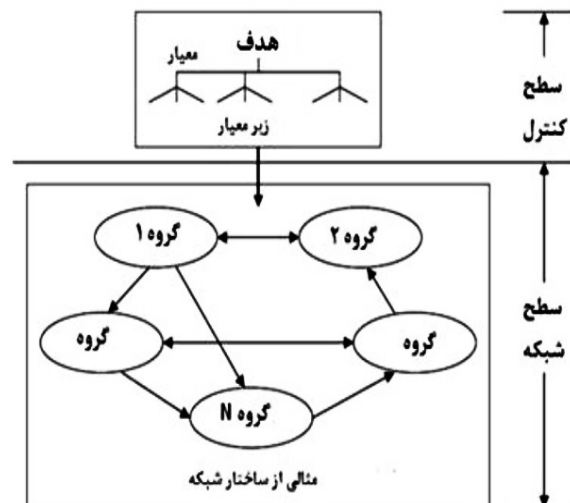 هدف
معیار
زیر معیار
سطح
کنترل
گروه ۱
گروه ۲
گروه
گروه
گروه N
سطح
شبکه
مثالی از ساختار شبکه